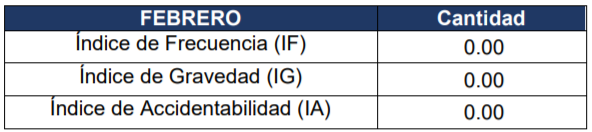 FEBRERO Cantidad
Índice de Frecuencia (IF) 0.00
Índice de Gravedad (IG) 0.00
Índice de Accidentabilidad (IA) 0.00